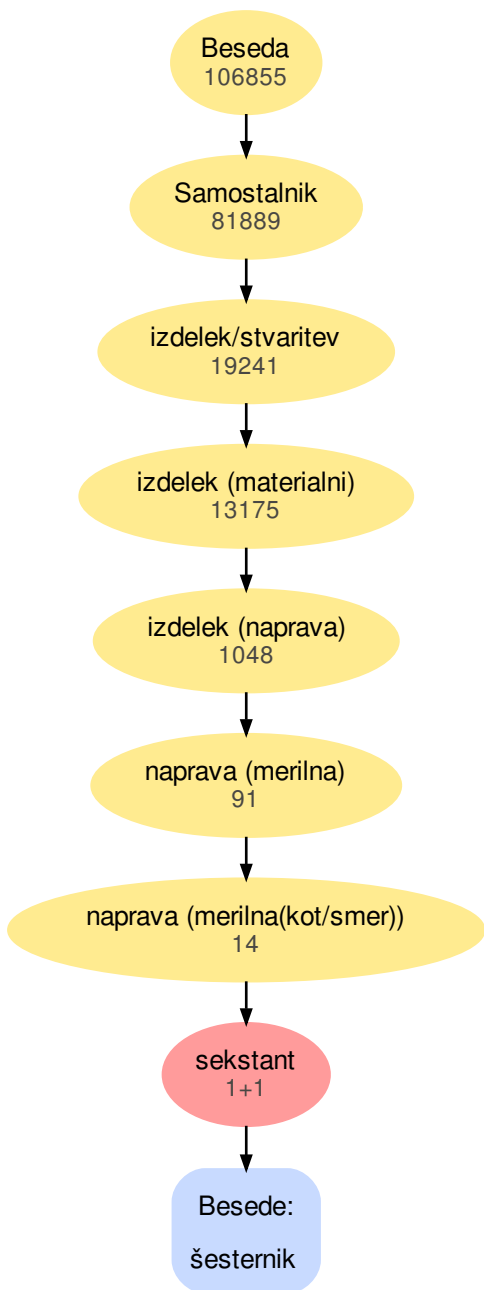 Beseda
106855
Samostalnik
81889
izdelek/stvaritev
19241
izdelek (materialni)
13175
izdelek (naprava)
1048
naprava (merilna)
91
naprava (merilna(kot/smer))
14
sekstant
1+1
Besede:
šesternik